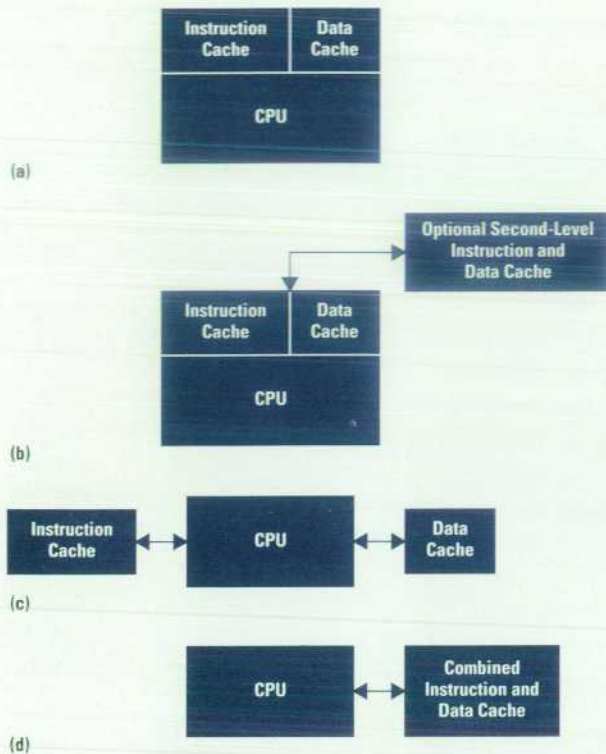 Instruction
Cache
Data
Cache
CPU
(a)
Optional Second-Level
Instruction and
Data Cache
Instruction
Cache
Data
Cache
CPU
(b)
Instruction
Cache
CPU
Data
Cache
(c)
CPU
Combined
Instruction and
Data Cache
(d)